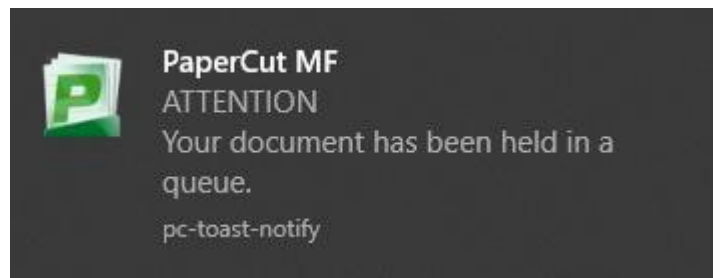 PaperCut MF
ATTENTION
Your document has been held in a
queue.
pc-toast-notify